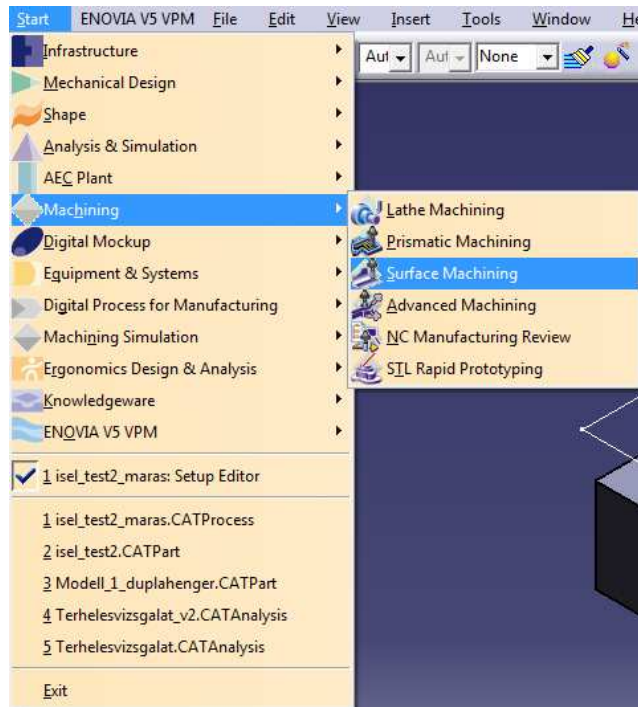 Start ENOVIA V5 VPM File Edit View Insert Tools Window He
Infrastructure
Aut Aut None
Mechanical Design
Shape
Analysis & Simulation
AEC Plant
Machining
Lathe Machining
Digital Mockup
Prismatic Machining
Equipment & Systems
Surface Machining
Digital Process for Manufacturing
Advanced Machining
Machining Simulation
NC Manufacturing Review
Ergonomics Design & Analysis
STL Rapid Prototyping
Knowledgeware
ENOVIA V5 VPM
1 isel_test2_maras: Setup Editor
1 isel_test2_maras.CATProcess
2 isel_test2.CATPart
3 Modell_1_duplahenger.CATPart
4 Terhelesvizsgalat_v2.CATAnalysis
5 Terhelesvizsgalat.CATAnalysis
Exit